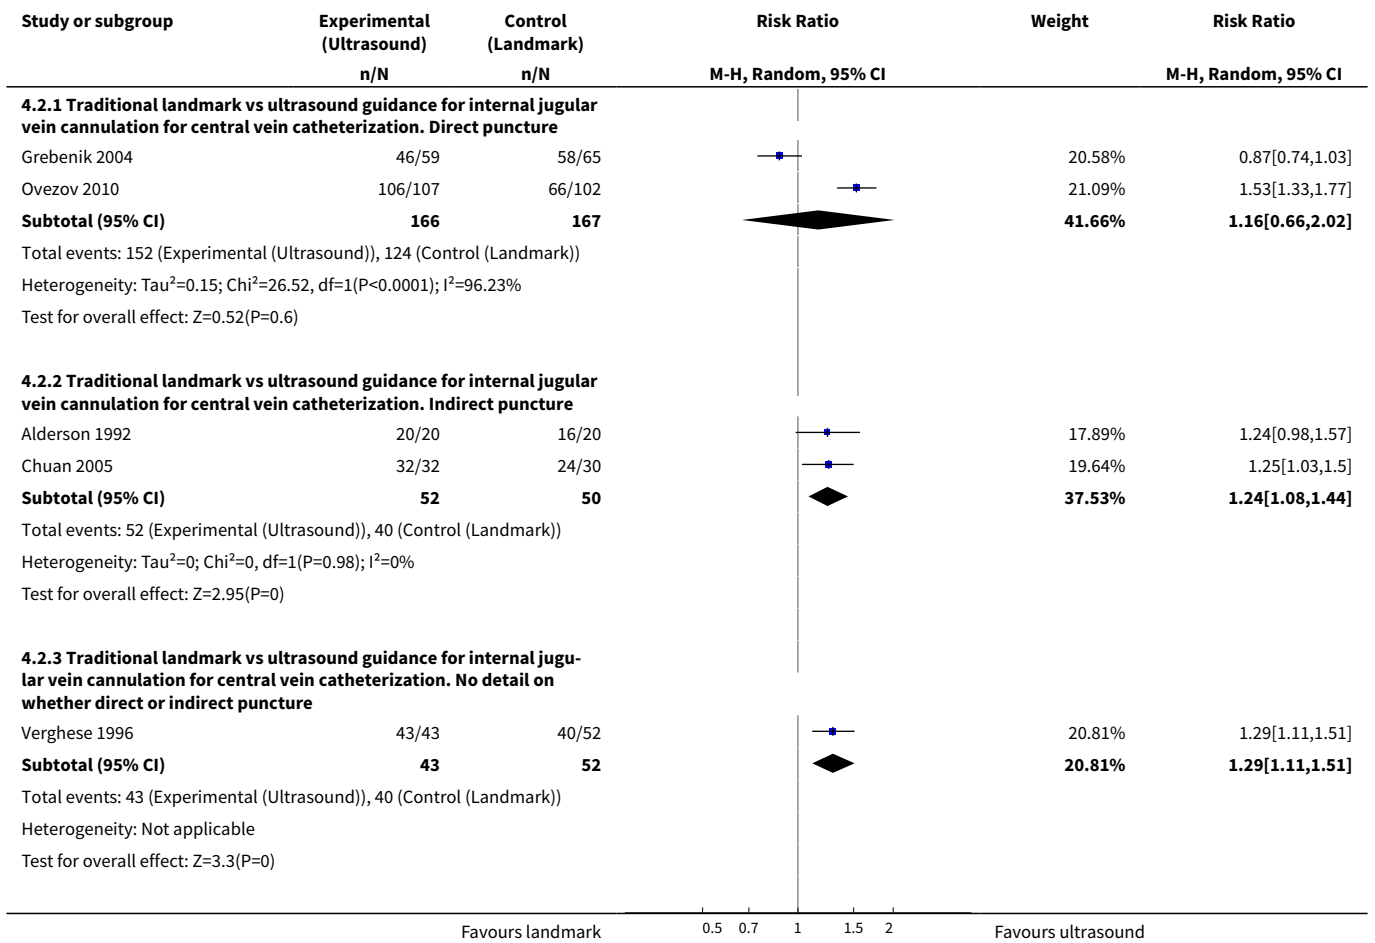 Study or subgroup Experimental Control Risk Ratio Weight Risk Ratio
(Ultrasound) (Landmark)
n/N n/N M-H, Random, 95% CI M-H, Random, 95% CI
4.2.1 Traditional landmark vs ultrasound guidance for internal jugular
vein cannulation for central vein catheterization. Direct puncture
Grebenik 2004 46/59 58/65 20.58% 0.87[0.74,1.03]
Ovezov 2010 106/107 66/102 21.09% 1.53[1.33,1.77]
Subtotal (95% CI) 166 167 41.66% 1.16[0.66,2.02]
Total events: 152 (Experimental (Ultrasound)), 124 (Control (Landmark))
Heterogeneity: Tau²=0.15; Chi²=26.52, df=1(P<0.0001); I²=96.23%
Test for overall effect: Z=0.52(P=0.6)
4.2.2 Traditional landmark vs ultrasound guidance for internal jugular
vein cannulation for central vein catheterization. Indirect puncture
Alderson 1992 20/20 16/20 17.89% 1.24[0.98,1.57]
Chuan 2005 32/32 24/30 19.64% 1.25[1.03,1.5]
Subtotal (95% CI) 52 50 37.53% 1.24[1.08,1.44]
Total events: 52 (Experimental (Ultrasound)), 40 (Control (Landmark))
Heterogeneity: Tau²=0; Chi²=0, df=1(P=0.98); I²=0%
Test for overall effect: Z=2.95(P=0)
4.2.3 Traditional landmark vs ultrasound guidance for internal jugu-
lar vein cannulation for central vein catheterization. No detail on
whether direct or indirect puncture
Verghese 1996 43/43 40/52 20.81% 1.29[1.11,1.51]
Subtotal (95% CI) 43 52 20.81% 1.29[1.11,1.51]
Total events: 43 (Experimental (Ultrasound)), 40 (Control (Landmark))
Heterogeneity: Not applicable
Test for overall effect: Z=3.3(P=0)
Favours landmark 0.5 0.7 1 1.5 2 Favours ultrasound